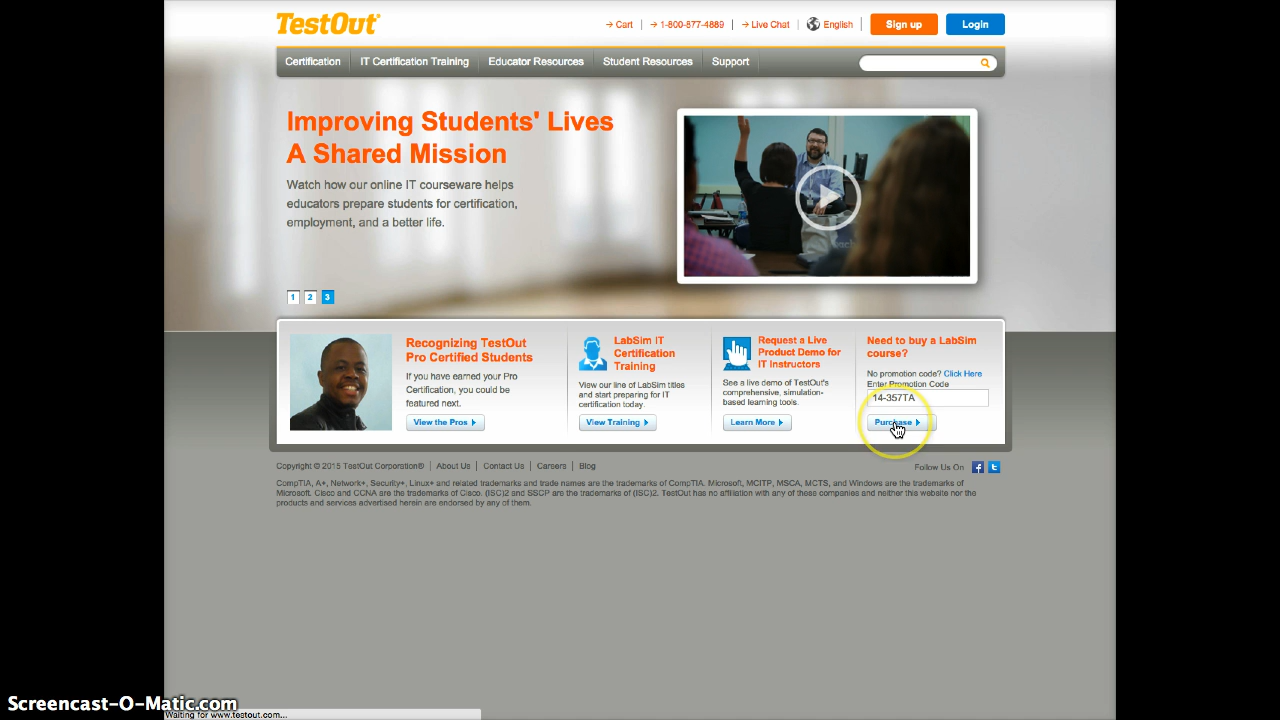 TestOut
Cart
1-800-877-4889
Live Chat
English
Sign up
Login
Certification
IT Certification Training
Educator Resources
Student Resources
Support
Improving Students' Lives
A Shared Mission
Watch how our online IT courseware helps
educators prepare students for certification,
employment, and a better life.
1 2 3
Recognizing TestOut
Pro Certified Students
If you have earned your Pro
Certification, you could be
featured next.
View the Pros
LabSim IT
Certification
Training
View our line of LabSim titles
and start preparing for IT
certification today.
View Training
Request a Live
Product Demo for
IT Instructors
See a live demo of TestOut's
comprehensive, simulation-
based learning tools.
Learn More
Need to buy a LabSim
course?
No promotion code? Click Here
Enter Promotion Code
14-357TA
Purchase
Copyright © 2015 TestOut Corporation®
About Us
Contact Us
Careers
Blog
Follow Us On
CompTIA, A+, Network+, Security+, Linux+ and related trademarks and trade names are the trademarks of CompTIA. Microsoft, MCITP, MSCA, MCTS, and Windows are the trademarks of
Microsoft. Cisco and CCNA are the trademarks of Cisco. (ISC)2 and SSCP are the trademarks of (ISC)2. TestOut has no affiliation with any of these companies and neither this website nor the
products and services advertised herein are endorsed by any of them.
Screencast-O-Matic.com
Waiting for www.testout.com...